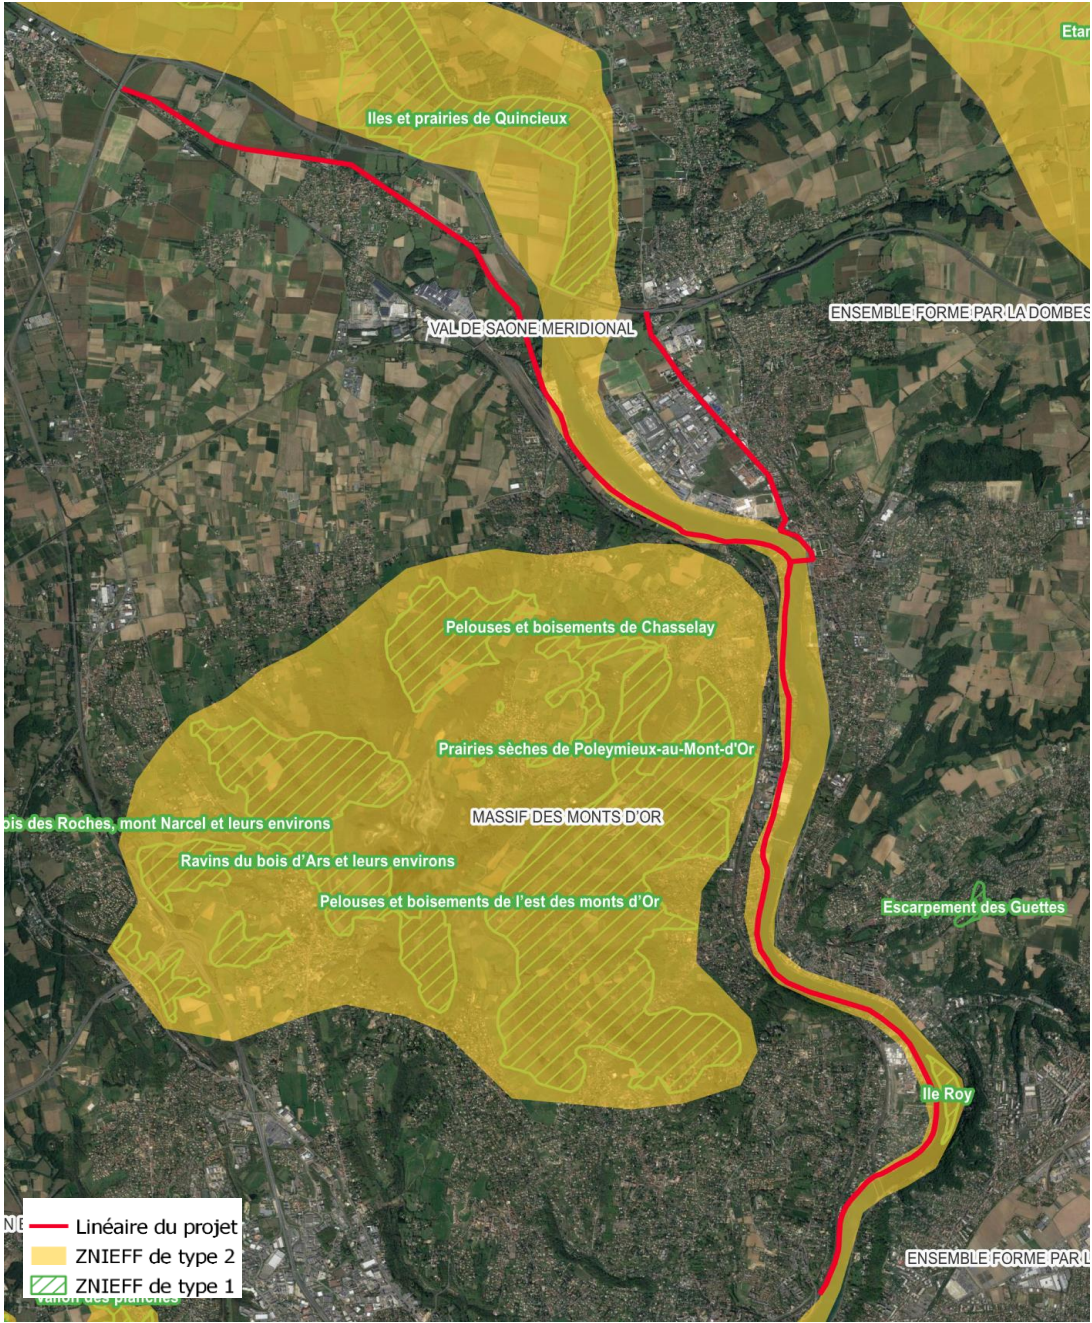 Etan
Iles et prairies de Quincieux
ENSEMBLE FORME PAR LA DOMBES
VAL DE SAONE MERIDIONAL
Pelouses et boisements de Chasselay
Prairies sèches de Poleymieux-au-Mont-d'Or
MASSIF DES MONTS D'OR
ois des Roches, mont Narcel et leurs environs
Ravins du bois d'Ars et leurs environs
Pelouses et boisements de l'est des monts d'Or
Escarpement des Guettes
Ile Roy
Linéaire du projet
ZNIEFF de type 2
ENSEMBLE FORME PAR L
ZNIEFF de type 1
Vallon des planches